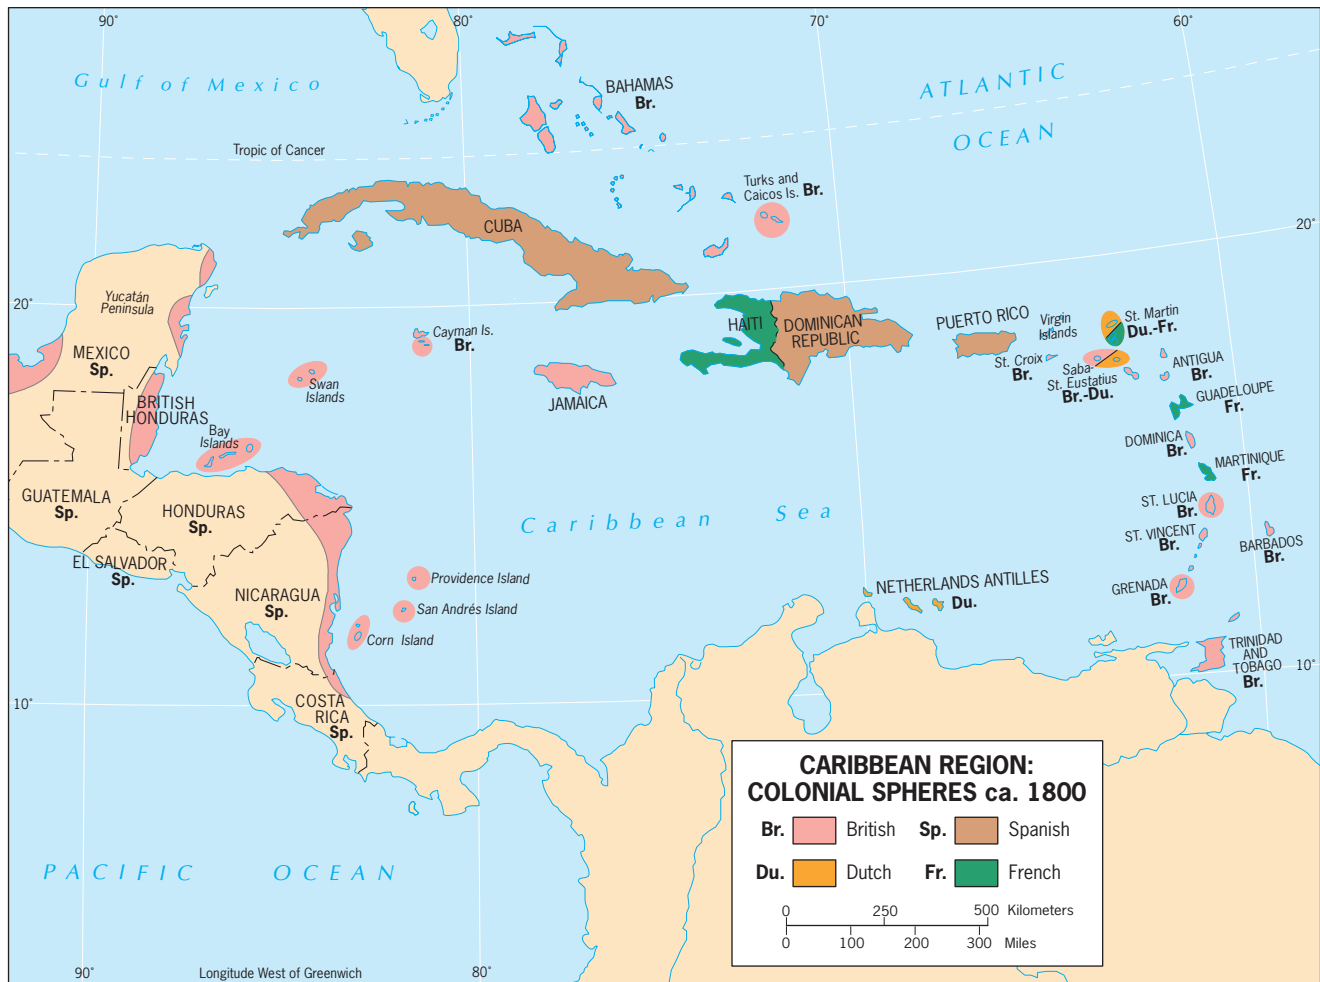 80°
70°
60°
Gulf of Mexico
BAHAMAS
Br.
ATLANTIC
OCEAN
Tropic of Cancer
Turks and
Caicos Is. Br.
CUBA
20°
20°
Yucatán
Peninsula
MEXICO
Sp.
Cayman Is.
Br.
HAITI
DOMINICAN
REPUBLIC
PUERTO RICO
Virgin
Islands
St. Croix
Br.
St. Martin
Du.-Fr.
Saba-
St. Eustatius
Br.-Du.
ANTIGUA
Br.
GUADELOUPE
Fr.
Swan
Islands
JAMAICA
BRITISH
HONDURAS
Bay
Islands
DOMINICA
Br.
MARTINIQUE
Fr.
GUATEMALA
Sp.
HONDURAS
Sp.
Caribbean Sea
ST. LUCIA
Br.
ST. VINCENT
Br.
BARBADOS
Br.
EL SALVADOR
Sp.
NICARAGUA
Sp.
Providence Island
San Andrés Island
Corn Island
NETHERLANDS ANTILLES
Du.
GRENADA
Br.
TRINIDAD
AND
TOBAGO
Br.
10°
10°
COSTA
RICA
Sp.
PACIFIC OCEAN
CARIBBEAN REGION:
COLONIAL SPHERES ca. 1800
Br. British Sp. Spanish
Du. Dutch Fr. French
0 250 500 Kilometers
0 100 200 300 Miles
90°
Longitude West of Greenwich
80°
90°